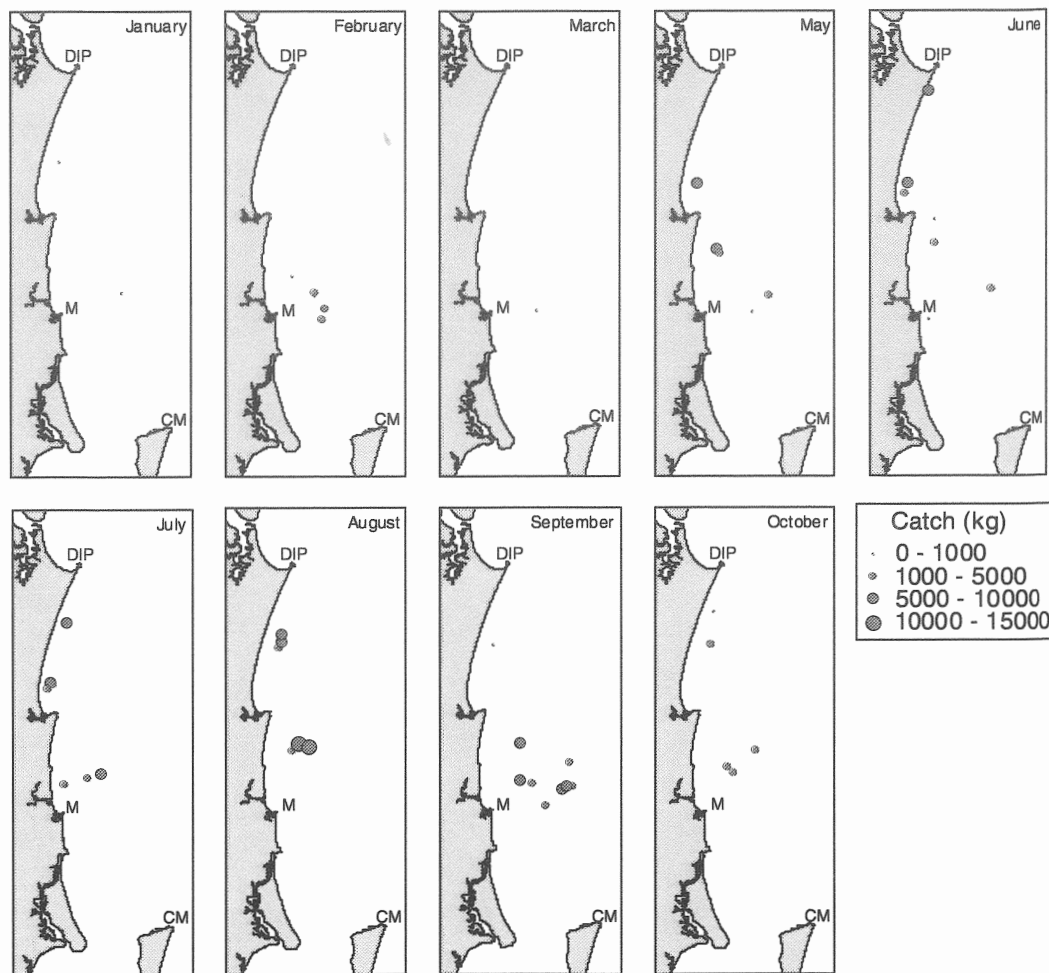 January
DIP
M
CM
February
DIP
M
CM
March
DIP
M
CM
May
DIP
M
CM
June
DIP
M
CM
July
DIP
M
CM
August
DIP
M
CM
September
DIP
M
CM
October
DIP
M
CM
Catch (kg)
0 - 1000
1000 - 5000
5000 - 10000
10000 - 15000